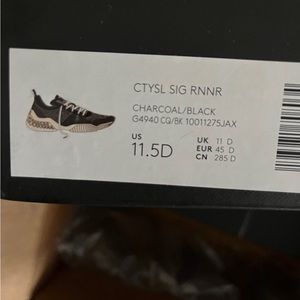 CTYSL SIG RNNR
CHARCOAL/BLACK
G4940 CQ/BK 10011275JAX
US
11.5D
UK 11 D
EUR 45 D
CN 285 D